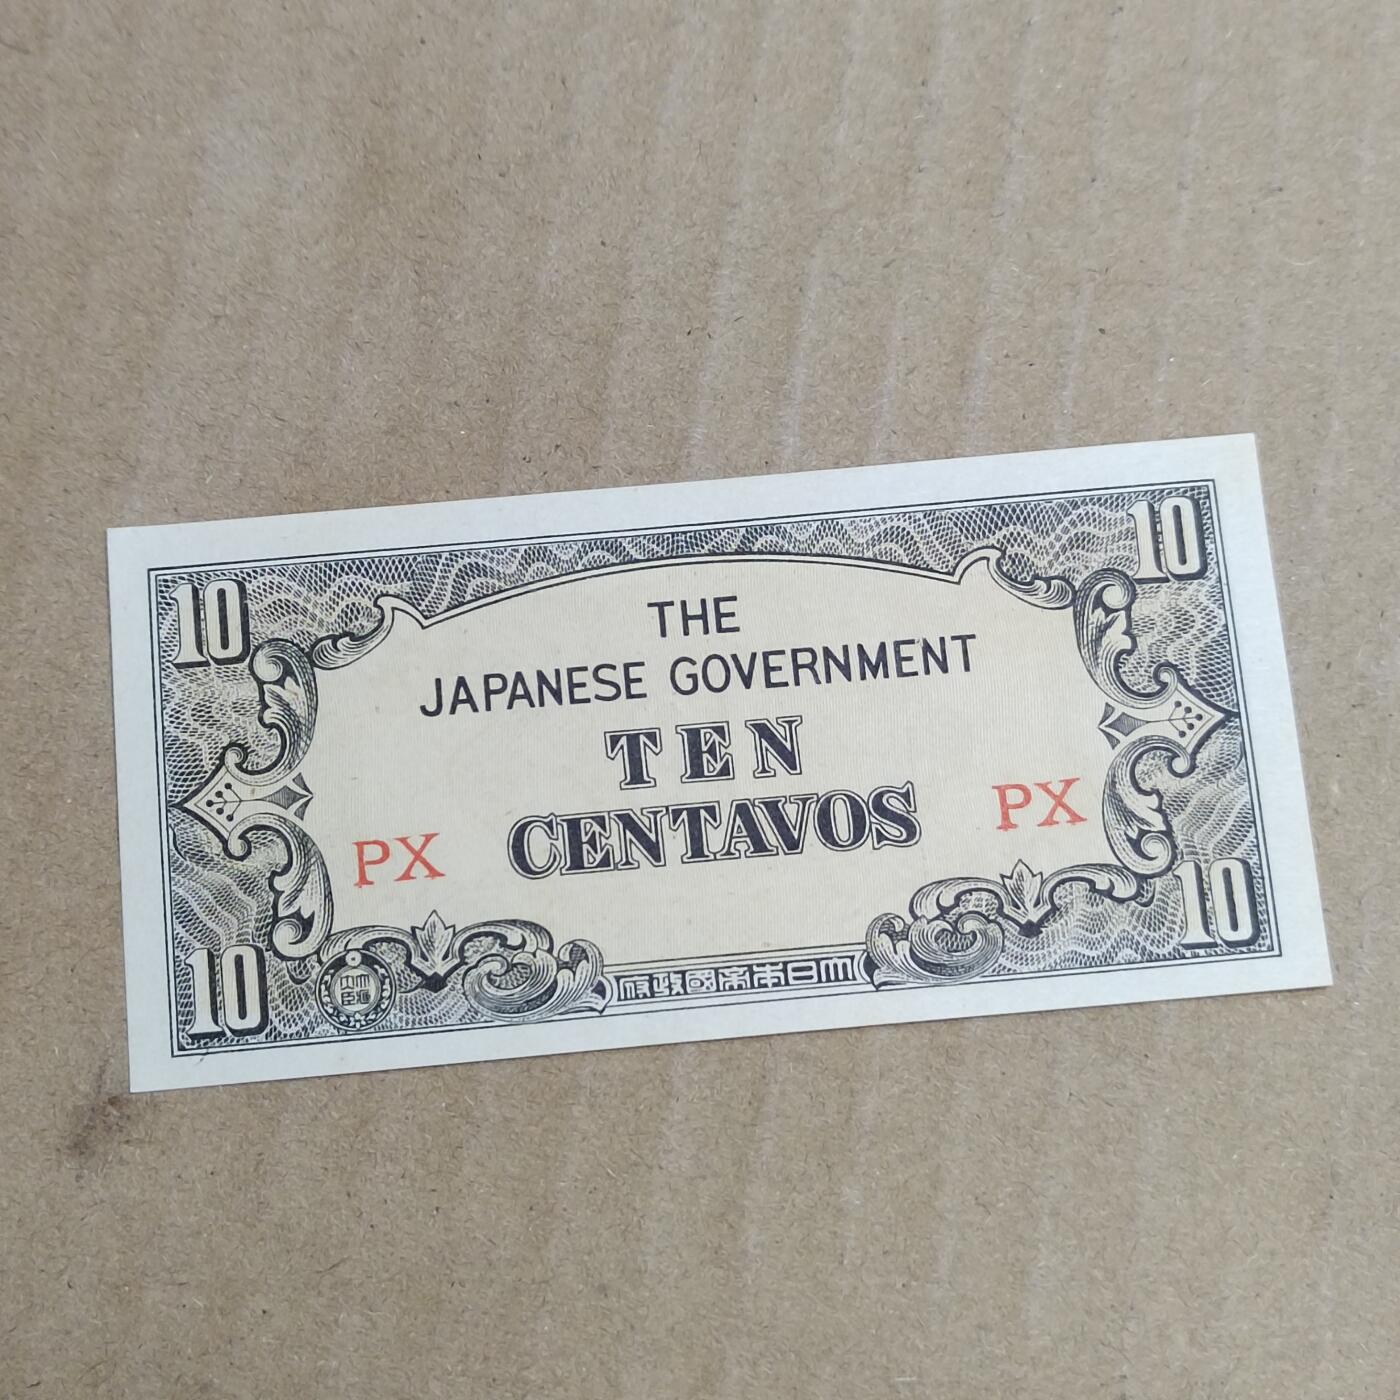 10 10
THE
JAPANESE GOVERNMENT
TEN
CENTAVOS
PX PX
10 10
府政國帝本日大